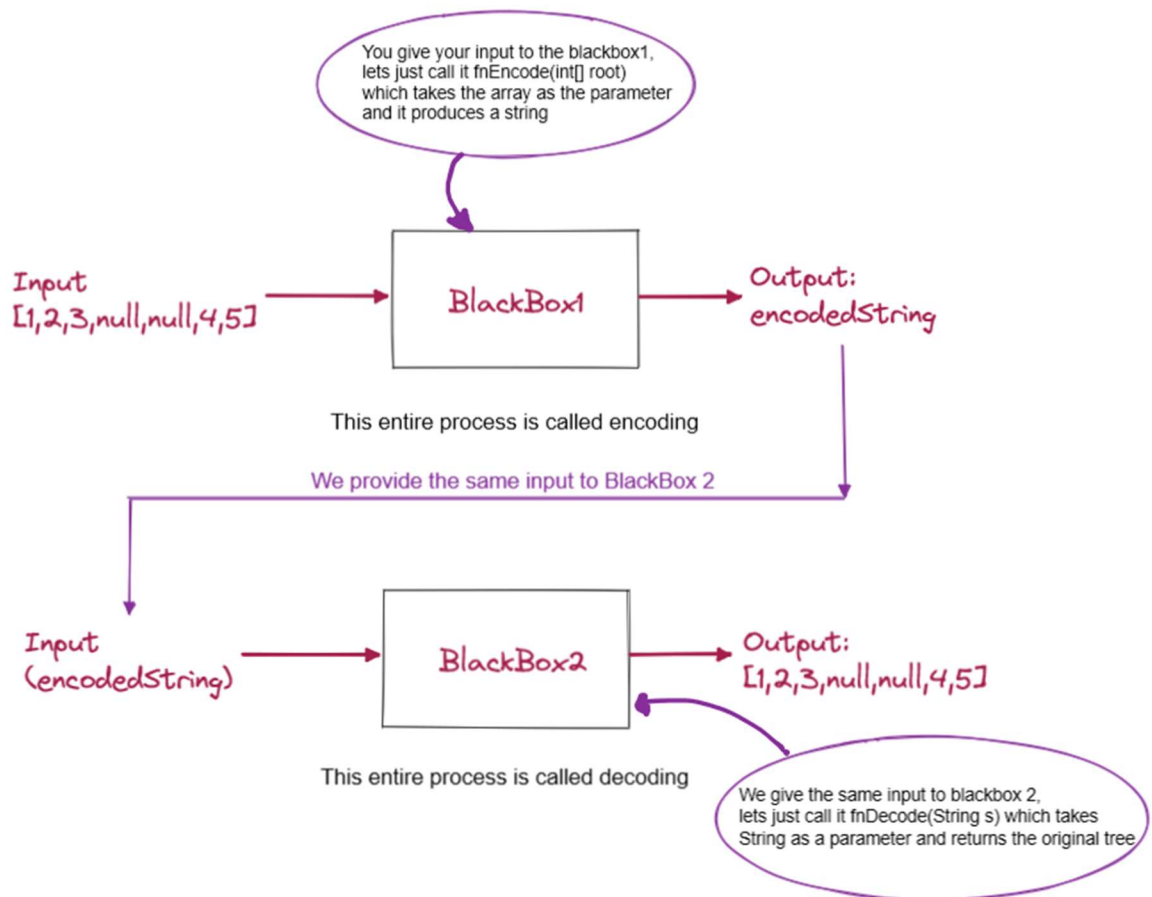 You give your input to the blackbox1,
lets just call it fnEncode(int[] root)
which takes the array as the parameter
and it produces a string
Input
[1,2,3,null,null,4,5]
BlackBox1
Output:
encodedString
This entire process is called encoding
We provide the same input to BlackBox 2
Input
(encodedString)
BlackBox2
Output:
[1,2,3,null,null,4,5]
This entire process is called decoding
We give the same input to blackbox 2,
lets just call it fnDecode(String s) which takes
String as a parameter and returns the original tree